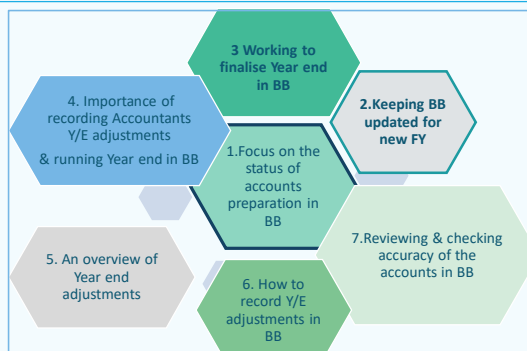 3 Working to
finalise Year end
in BB
4. Importance of
recording Accountants
Y/E adjustments
& running Year end in BB
2.Keeping BB
updated for
new FY
1.Focus on the
status of
accounts
preparation in
BB
7.Reviewing & checking
accuracy of the
accounts in BB
5. An overview of
Year end
adjustments
6. How to
record Y/E
adjustments in
BB